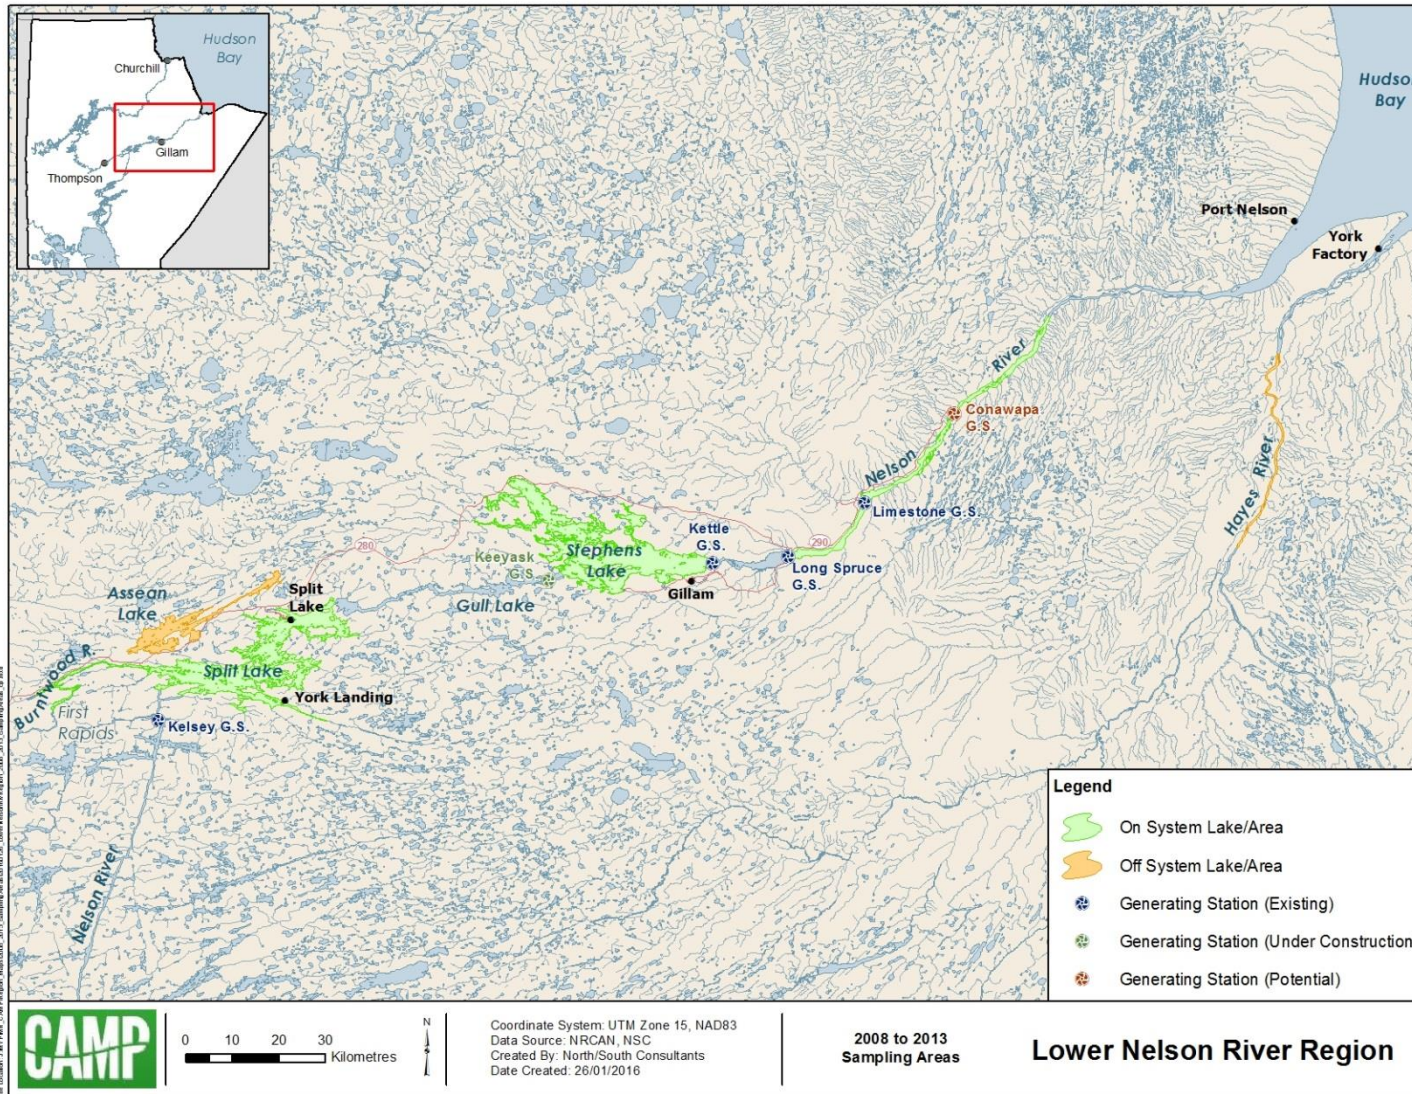 Hudson
Bay
Churchill
Gillam
Thompson
Hudson
Bay
Port Nelson
York
Factory
River
Conawapa
G.S.
Nelson
Limestone G.S.
Hayes River
Kettle
G.S.
290
Long Spruce
G.S.
280
Stephens
Lake
Keeyask
G.S.
Gillam
Gull Lake
Assean
Lake
Split
Lake
Split Lake
Burntwood R.
York Landing
First
Rapids
Kelsey G.S.
Nelson River
Legend
On System Lake/Area
Off System Lake/Area
Generating Station (Existing)
Generating Station (Under Construction
Generating Station (Potential)
CAMP
0 10 20 30
Kilometres
N
Coordinate System: UTM Zone 15, NAD83
Data Source: NRCAN, NSC
Created By: North/South Consultants
Date Created: 26/01/2016
2008 to 2013
Sampling Areas
Lower Nelson River Region